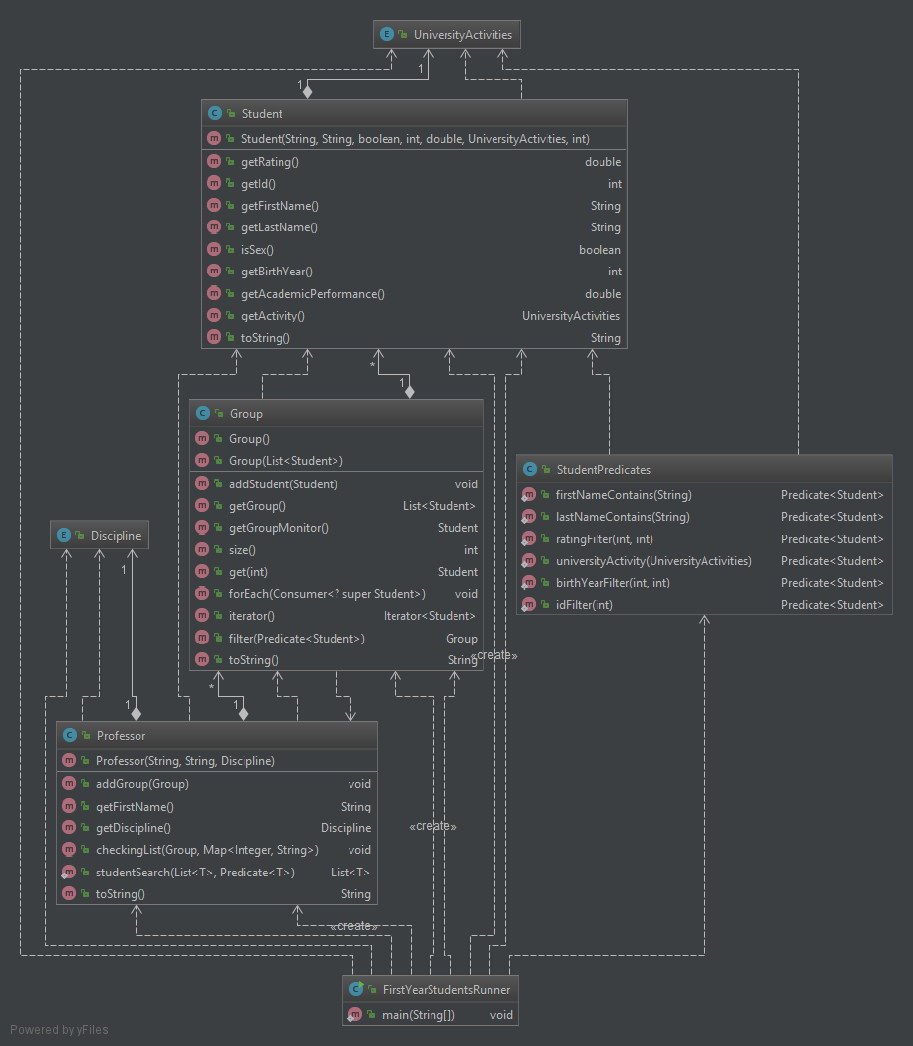 E UniversityActivities
1
1
C Student
m Student(String, String, boolean, int, double, UniversityActivities, int)
m getRating() double
m getId() int
m getFirstName() String
m getLastName() String
m isSex() boolean
m getBirthYear() int
m getAcademicPerformance() double
m getActivity() UniversityActivities
m toString() String
*
1
C Group
m Group()
m Group(List<Student>)
m addStudent(Student) void
m getGroup() List<Student>
m getGroupMonitor() Student
m size() int
m get(int) Student
m forEach(Consumer<? super Student>) void
m iterator() Iterator<Student>
m filter(Predicate<Student>) Group
m toString() String
C StudentPredicates
m firstNameContains(String) Predicate<Student>
m lastNameContains(String) Predicate<Student>
m ratingFilter(int, int) Predicate<Student>
m universityActivity(UniversityActivities) Predicate<Student>
m birthYearFilter(int, int) Predicate<Student>
m idFilter(int) Predicate<Student>
E Discipline
1
«create»
*
1
1
C Professor
m Professor(String, String, Discipline)
m addGroup(Group) void
m getFirstName() String
m getDiscipline() Discipline
m checkingList(Group, Map<Integer, String>) void
m studentSearch(List<T>, Predicate<T>) List<T>
m toString() String
«create»
«create»
C FirstYearStudentsRunner
m main(String[]) void
Powered by yFiles